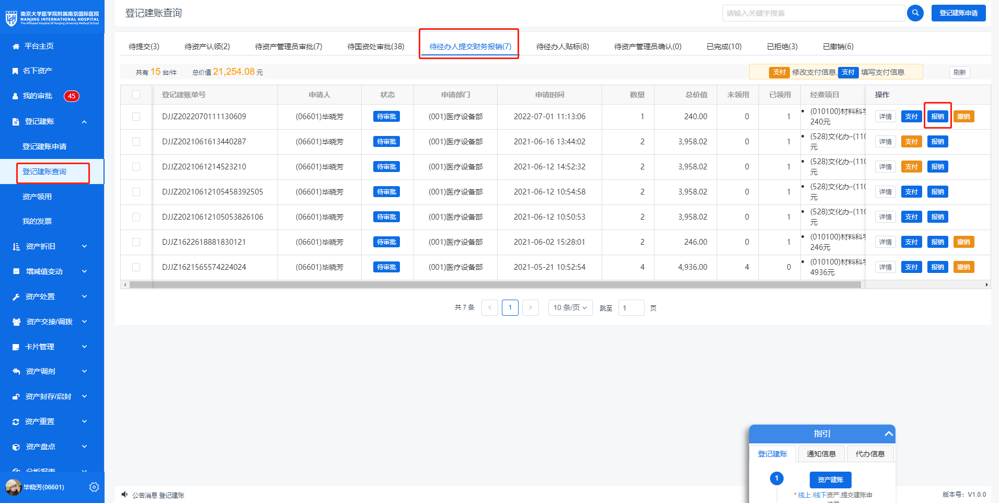 南京大学医学院附属南京国际医院
NANJING INTERNATIONAL HOSPITAL
The Affiliated Hospital Of Nanjing University Medical School
平台主页
名下资产
我的审批 45
登记建账
登记建账申请
登记建账查询
资产领用
我的发票
资产折旧
增减值变动
资产处置
资产交接/调拨
卡片管理
资产调剂
资产封存/启封
资产重置
资产盘点
分析报表
毕晓芳(06601)
登记建账查询
请输入关键字搜素
登记建账申请
待提交(3) 待资产认领(2) 待资产管理员审批(7) 待国资处审批(38) 待经办人提交财务报销(7) 待经办人贴标(8) 待资产管理员确认(0) 已完成(10) 已拒绝(3) 已撤销(6)
共有 15 台/件 总价值 21,254.08 元
支付 修改支付信息, 支付 填写支付信息
刷新
登记建账单号 申请人 状态 申请部门 申请时间 数量 总价值 未领用 已领用 经费项目 操作
DJJZ2022070111130609 (06601)毕晓芳 待审批 (001)医疗设备部 2022-07-01 11:13:06 1 240.00 0 1 (010100)材料科学
240元
详情 支付 报销 撤销
DJJZ2021061613440287 (06601)毕晓芳 待审批 (001)医疗设备部 2021-06-16 13:44:02 2 3,958.02 0 1 (528)文化办-(110
元
详情 支付 报销
DJJZ2021061214523210 (06601)毕晓芳 待审批 (001)医疗设备部 2021-06-12 14:52:32 2 3,958.02 0 1 (528)文化办-(110
元
详情 支付 报销
DJJZ20210612105458392505 (06601)毕晓芳 待审批 (001)医疗设备部 2021-06-12 10:54:58 2 3,958.02 0 1 (528)文化办-(110
元
详情 支付 报销
DJJZ20210612105053826106 (06601)毕晓芳 待审批 (001)医疗设备部 2021-06-12 10:50:53 2 3,958.02 0 1 (528)文化办-(110
元
详情 支付 报销
DJJZ1622618881830121 (06601)毕晓芳 待审批 (001)医疗设备部 2021-06-02 15:28:01 2 246.00 0 1 (010100)材料科学
246元
详情 支付 报销 撤销
DJJZ1621565574224024 (06601)毕晓芳 待审批 (001)医疗设备部 2021-05-21 10:52:54 4 4,936.00 4 0 (010100)材料科学
4936元
详情 支付 报销 撤销
共 7 条 1 10 条/页 跳至 1 页
指引
登记建账 通知信息 代办信息
1 资产建账
* 线上 /线下资产,提交建账申
请单
公告消息 登记建账
版本号：V1.0.0